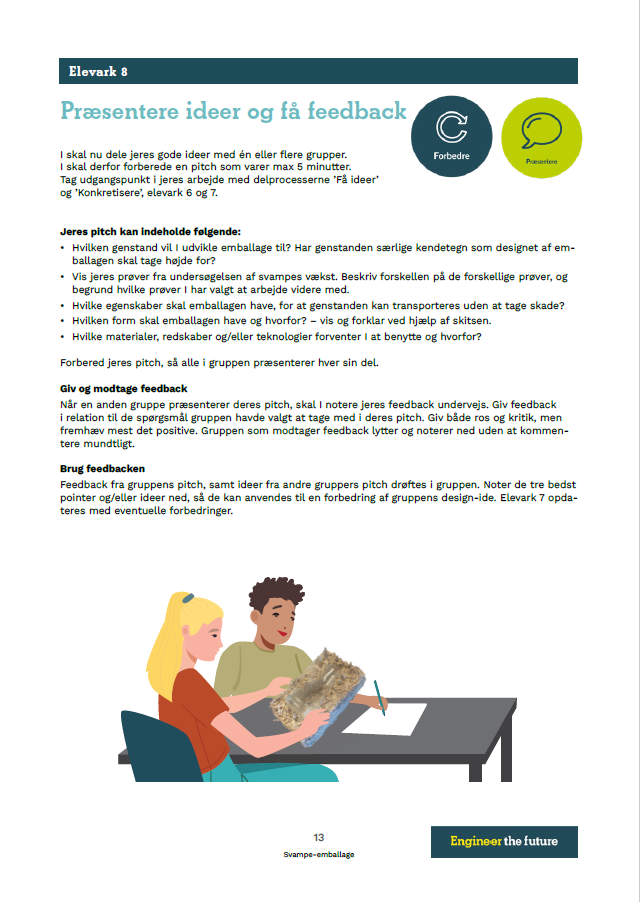 Elevark 8
Præsentere ideer og få feedback
Forbedre
Præsentere
I skal nu dele jeres gode ideer med én eller flere grupper.
I skal derfor forberede en pitch som varer max 5 minutter.
Tag udgangspunkt i jeres arbejde med delprocesserne ’Få ideer’
og ’Konkretisere’, elevark 6 og 7.
Jeres pitch kan indeholde følgende:
• Hvilken genstand vil I udvikle emballage til? Har genstanden særlige kendetegn som designet af em-
ballagen skal tage højde for?
• Vis jeres prøver fra undersøgelsen af svampes vækst. Beskriv forskellen på de forskellige prøver, og
begrund hvilke prøver I har valgt at arbejde videre med.
• Hvilke egenskaber skal emballagen have, for at genstanden kan transporteres uden at tage skade?
• Hvilken form skal emballagen have og hvorfor? – vis og forklar ved hjælp af skitsen.
• Hvilke materialer, redskaber og/eller teknologier forventer I at benytte og hvorfor?
Forbered jeres pitch, så alle i gruppen præsenterer hver sin del.
Giv og modtage feedback
Når en anden gruppe præsenterer deres pitch, skal I notere jeres feedback undervejs. Giv feedback
i relation til de spørgsmål gruppen havde valgt at tage med i deres pitch. Giv både ros og kritik, men
fremhæv mest det positive. Gruppen som modtager feedback lytter og noterer ned uden at kommen-
tere mundtligt.
Brug feedbacken
Feedback fra gruppens pitch, samt ideer fra andre gruppers pitch drøftes i gruppen. Noter de tre bedst
pointer og/eller ideer ned, så de kan anvendes til en forbedring af gruppens design-ide. Elevark 7 opda-
teres med eventuelle forbedringer.
13
Svampe-emballage
Engineer the future